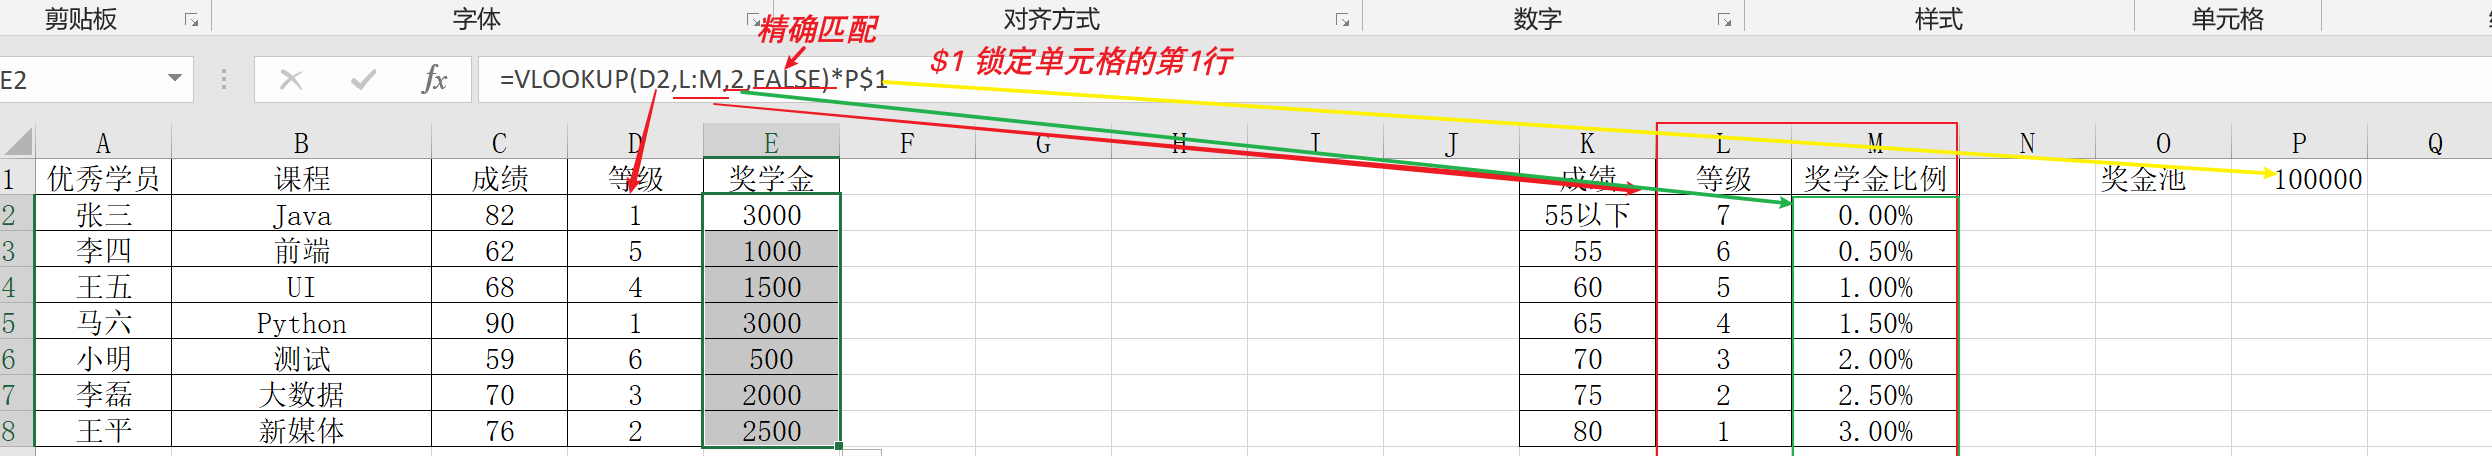 剪贴板 字体 对齐方式 数字 样式 单元格
精确匹配
$1 锁定单元格的第1行
E2 fx =VLOOKUP(D2,L:M,2,FALSE)*P$1
A B C D E F G H I J K L M N O P Q
1 优秀学员 课程 成绩 等级 奖学金 成绩 等级 奖学金比例 奖金池 100000
2 张三 Java 82 1 3000 55以下 7 0.00%
3 李四 前端 62 5 1000 55 6 0.50%
4 王五 UI 68 4 1500 60 5 1.00%
5 马六 Python 90 1 3000 65 4 1.50%
6 小明 测试 59 6 500 70 3 2.00%
7 李磊 大数据 70 3 2000 75 2 2.50%
8 王平 新媒体 76 2 2500 80 1 3.00%